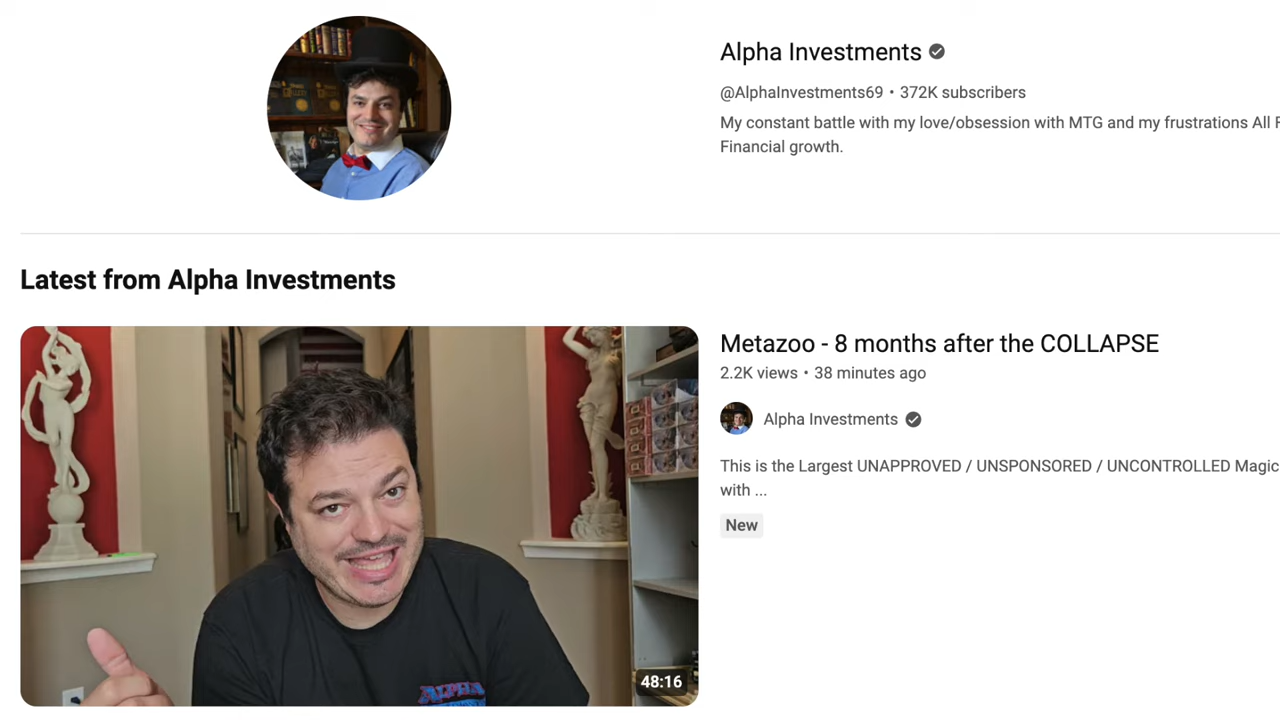 Alpha Investments
@AlphaInvestments69 • 372K subscribers
My constant battle with my love/obsession with MTG and my frustrations All
Financial growth.
Latest from Alpha Investments
Metazoo - 8 months after the COLLAPSE
2.2K views • 38 minutes ago
Alpha Investments
This is the Largest UNAPPROVED / UNSPONSORED / UNCONTROLLED Magic
with ...
New
ALPHA
48:16